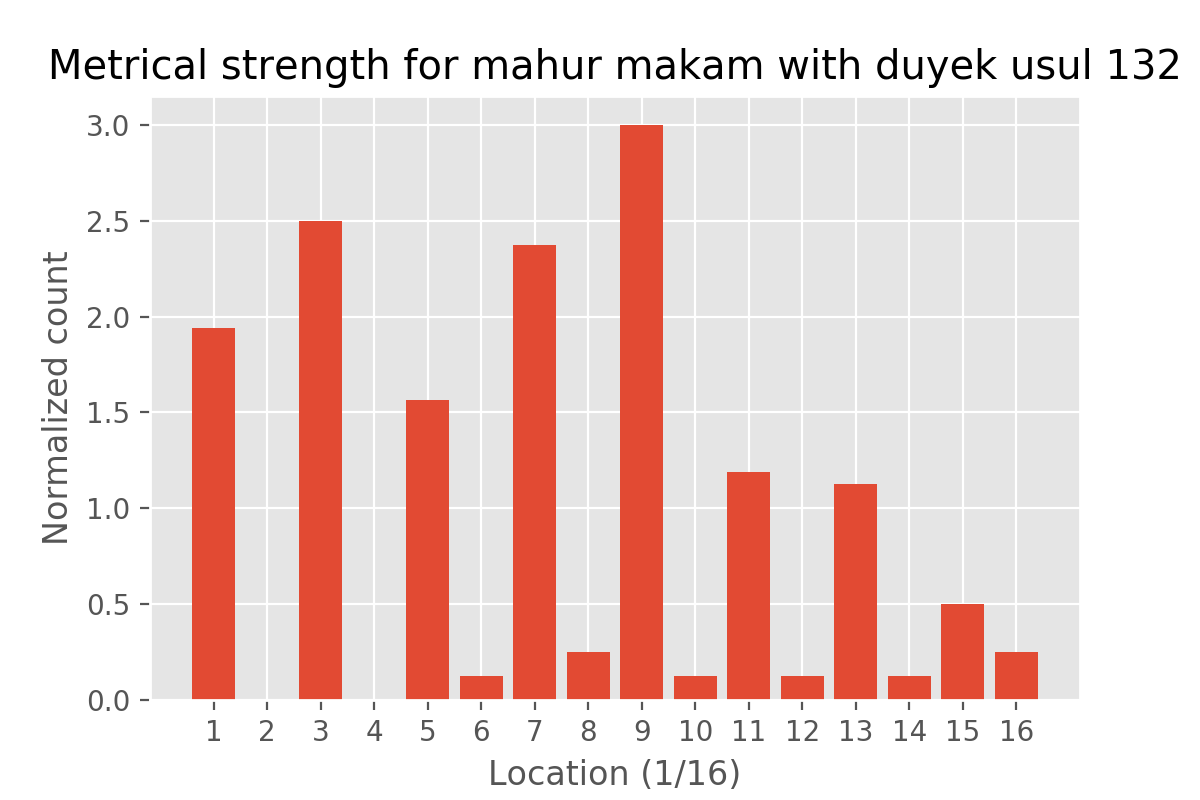 Metrical strength for mahur makam with duyek usul 132
Normalized count
3.0
2.5
2.0
1.5
1.0
0.5
0.0
1 2 3 4 5 6 7 8 9 10 11 12 13 14 15 16
Location (1/16)